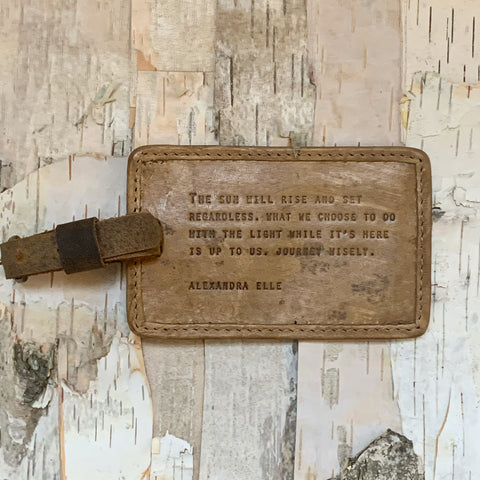 THE SUN WILL RISE AND SET
REGARDLESS. WHAT WE CHOOSE TO DO
WITH THE LIGHT WHILE IT'S HERE
IS UP TO US. JOURNEY WISELY.
ALEXANDRA ELLE